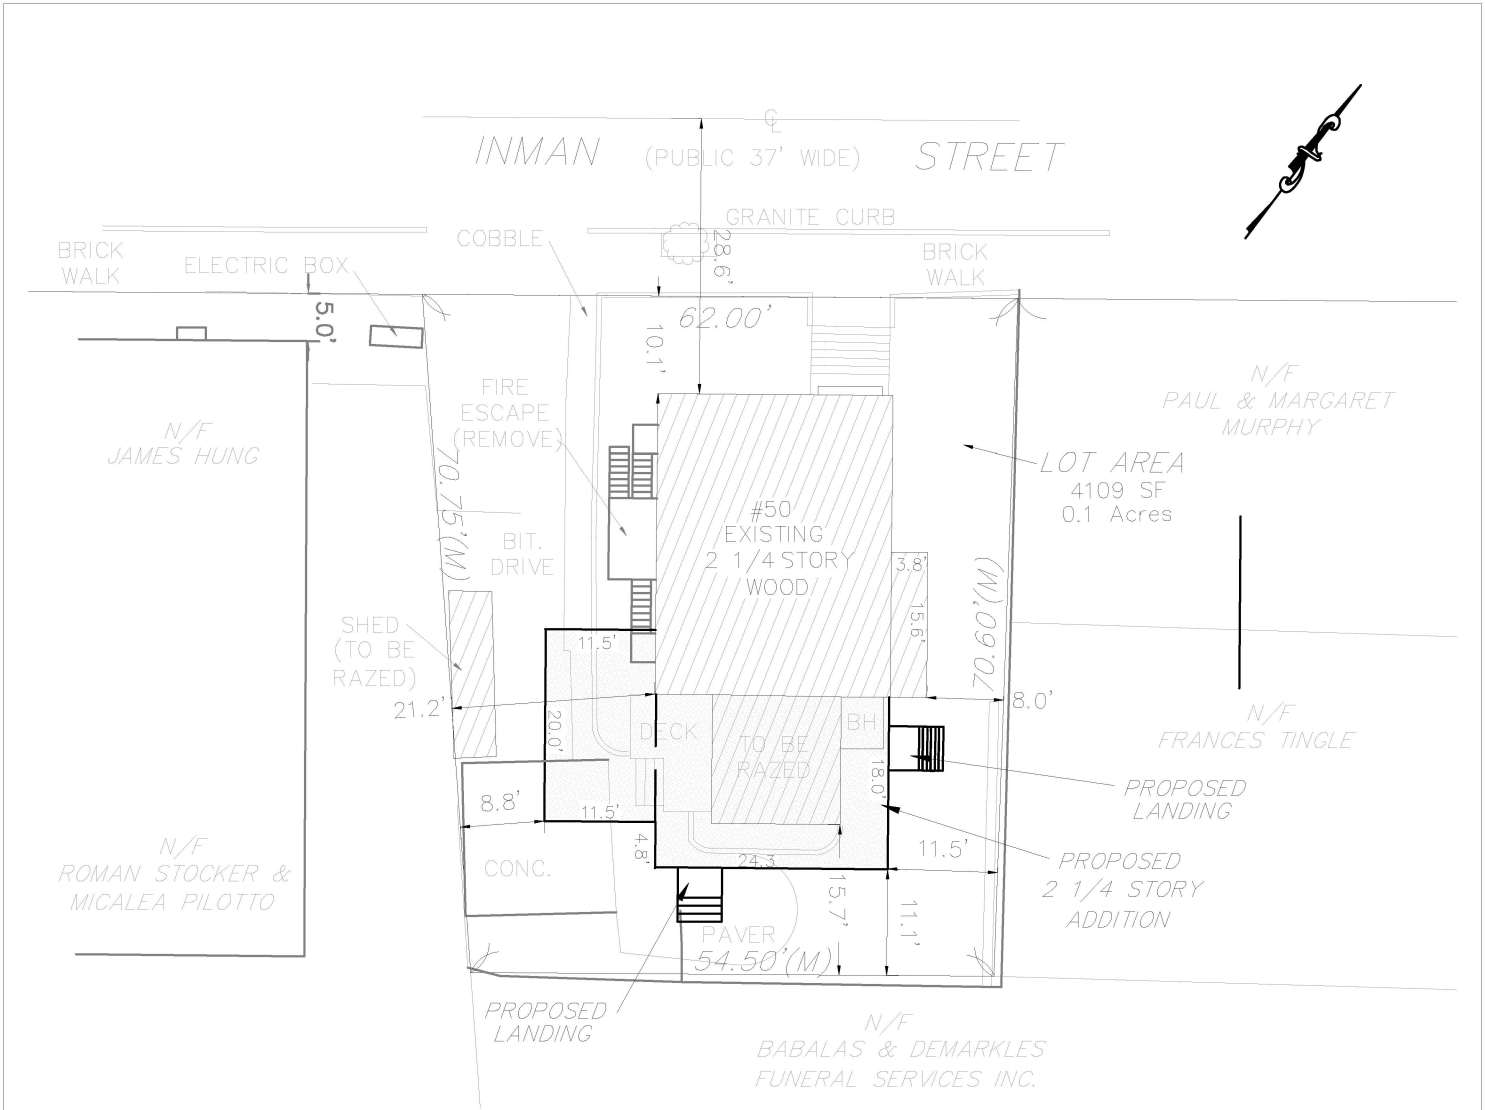 ℄
INMAN (PUBLIC 37' WIDE) STREET
GRANITE CURB
COBBLE
BRICK
WALK
ELECTRIC BOX
BRICK
WALK
28.6'
5.0'
62.00'
10.1'
FIRE
ESCAPE
(REMOVE)
N/F
JAMES HUNG
N/F
PAUL & MARGARET
MURPHY
LOT AREA
4109 SF
0.1 Acres
70.75'(M)
BIT.
DRIVE
#50
EXISTING
2 1/4 STORY
WOOD
3.8'
15.6'
70.60'(M)
SHED
(TO BE
RAZED)
11.5'
21.2'
20.0'
DECK
TO BE
RAZED
BH
8.0'
18.0'
N/F
FRANCES TINGLE
PROPOSED
LANDING
8.8'
11.5'
4.8'
24.3
11.5'
CONC.
PROPOSED
2 1/4 STORY
ADDITION
N/F
ROMAN STOCKER &
MICALEA PILOTTO
15.7'
11.1'
PAVER
54.50'(M)
PROPOSED
LANDING
N/F
BABALAS & DEMARKLES
FUNERAL SERVICES INC.